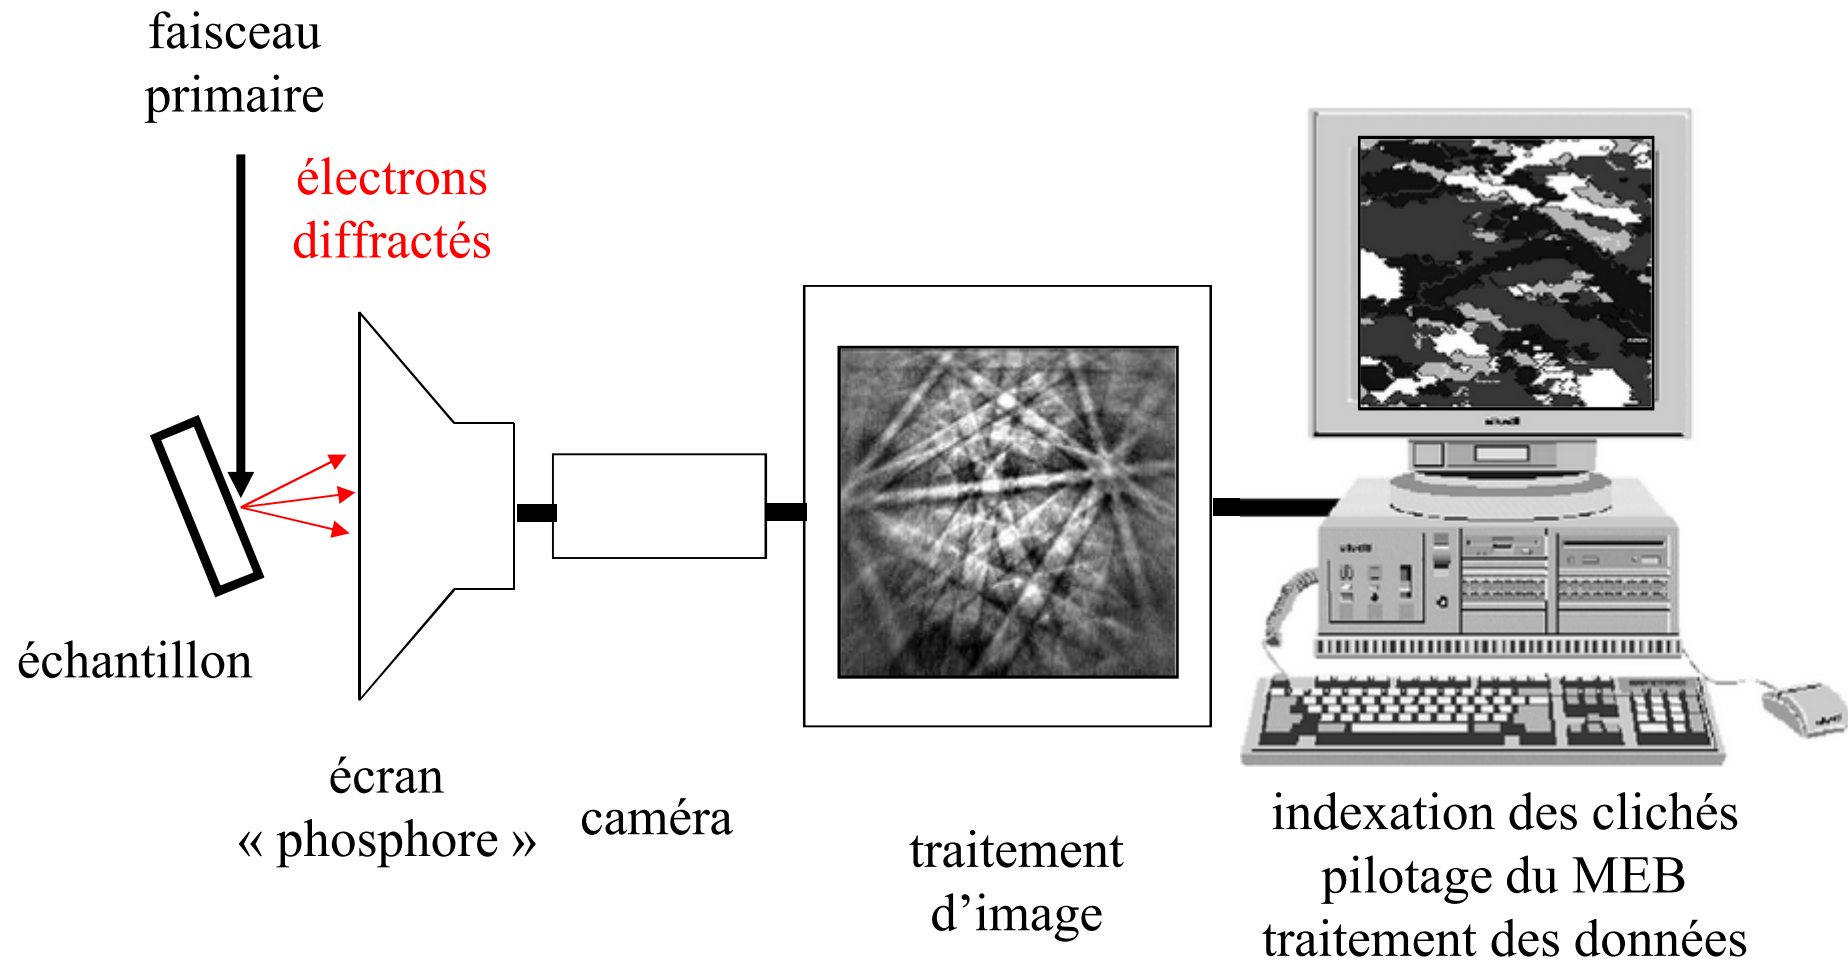 faisceau
primaire
électrons
diffractés
échantillon
écran
« phosphore »
caméra
traitement
d’image
indexation des clichés
pilotage du MEB
traitement des données